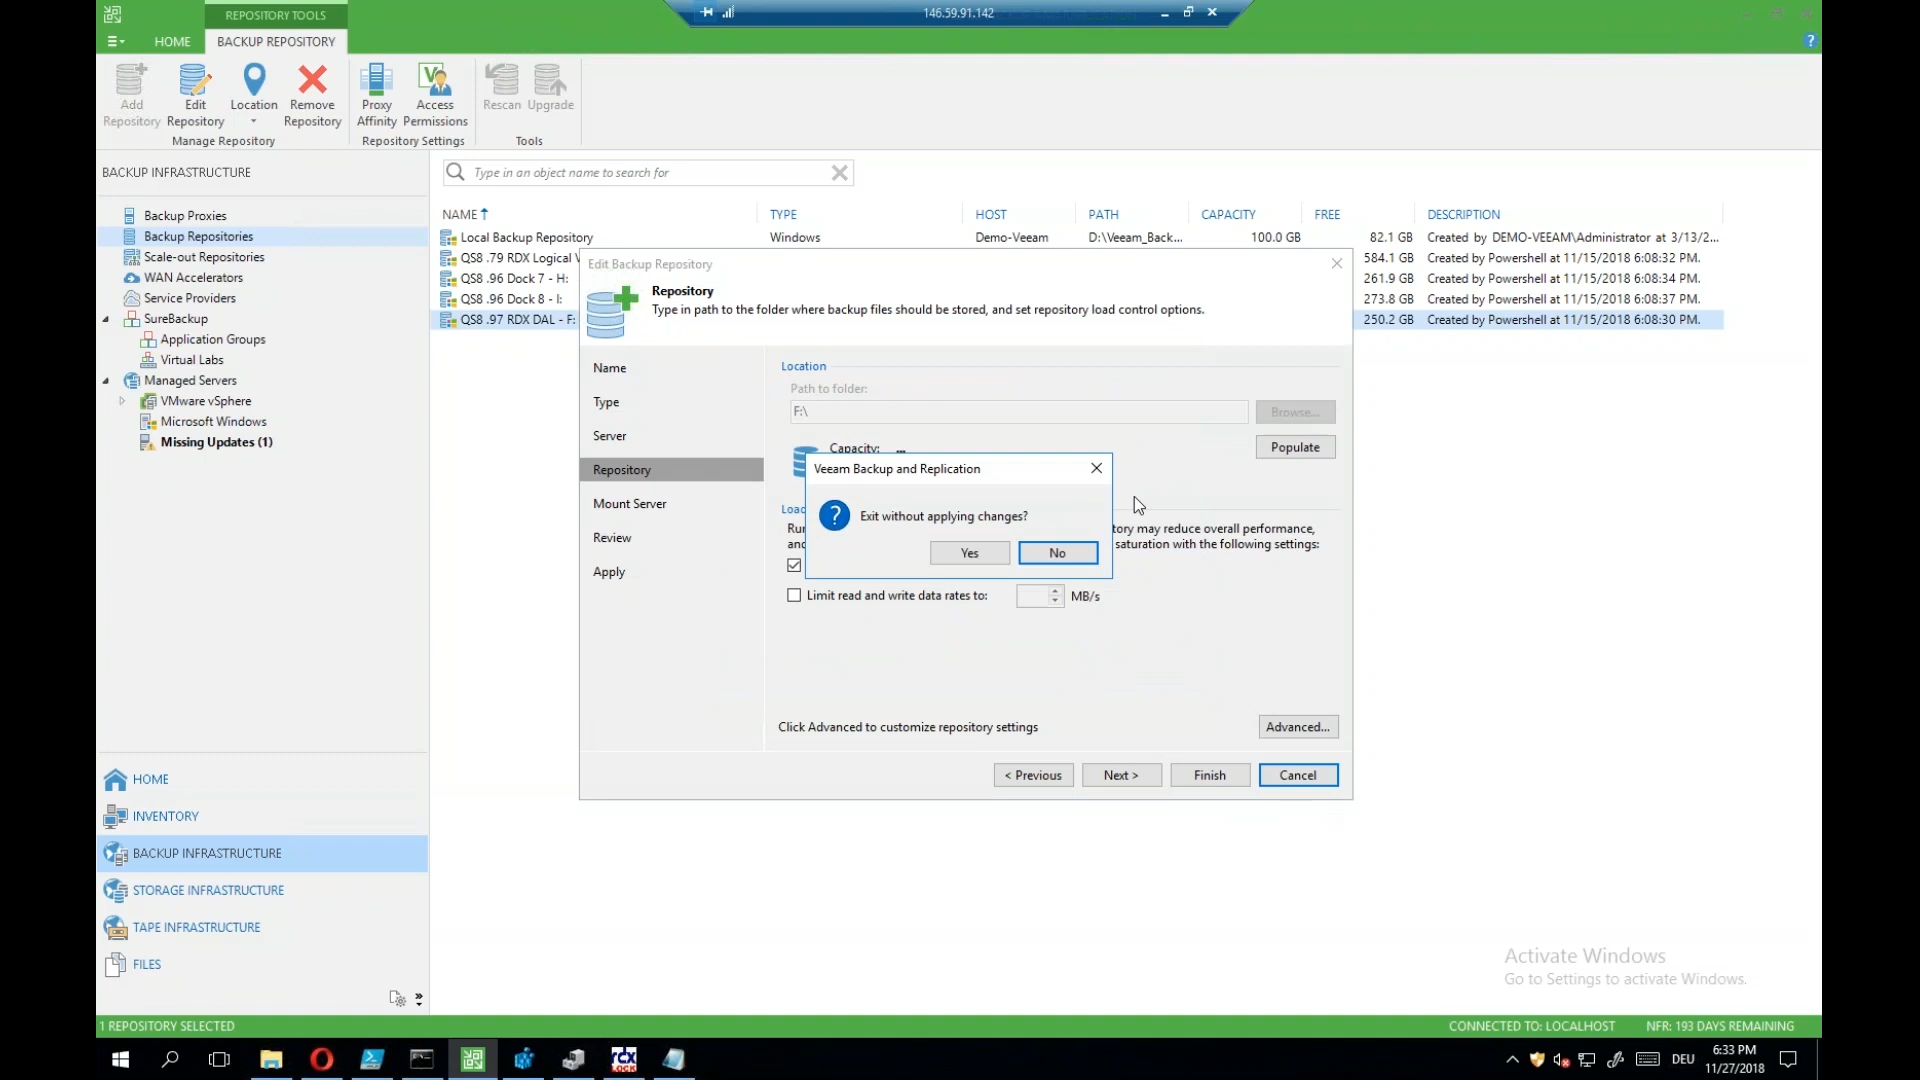 REPOSITORY TOOLS
146.59.91.142
HOME
BACKUP REPOSITORY
?
Add Repository
Edit Repository
Location
Remove Repository
Proxy Affinity
Access Permissions
Rescan
Upgrade
Manage Repository
Repository Settings
Tools
BACKUP INFRASTRUCTURE
Type in an object name to search for
Backup Proxies
Backup Repositories
Scale-out Repositories
WAN Accelerators
Service Providers
SureBackup
Application Groups
Virtual Labs
Managed Servers
VMware vSphere
Microsoft Windows
Missing Updates (1)
NAME TYPE HOST PATH CAPACITY FREE DESCRIPTION
Local Backup Repository Windows Demo-Veeam D:\Veeam_Back... 100.0 GB 82.1 GB Created by DEMO-VEEAM\Administrator at 3/13/2...
QS8 .79 RDX Logical 584.1 GB Created by Powershell at 11/15/2018 6:08:32 PM.
QS8 .96 Dock 7 - H: 261.9 GB Created by Powershell at 11/15/2018 6:08:34 PM.
QS8 .96 Dock 8 - I: 273.8 GB Created by Powershell at 11/15/2018 6:08:37 PM.
QS8 .97 RDX DAL - F: 250.2 GB Created by Powershell at 11/15/2018 6:08:30 PM.
Edit Backup Repository
Repository
Type in path to the folder where backup files should be stored, and set repository load control options.
Name
Type
Server
Repository
Mount Server
Review
Apply
Location
Path to folder:
F:\
Browse...
Capacity:
Populate
Veeam Backup and Replication
?
Exit without applying changes?
Yes
No
may reduce overall performance,
saturation with the following settings:
Limit read and write data rates to: MB/s
Click Advanced to customize repository settings
Advanced...
< Previous
Next >
Finish
Cancel
HOME
INVENTORY
BACKUP INFRASTRUCTURE
STORAGE INFRASTRUCTURE
TAPE INFRASTRUCTURE
FILES
Activate Windows
Go to Settings to activate Windows.
1 REPOSITORY SELECTED
CONNECTED TO: LOCALHOST
NFR: 193 DAYS REMAINING
DEU
6:33 PM
11/27/2018